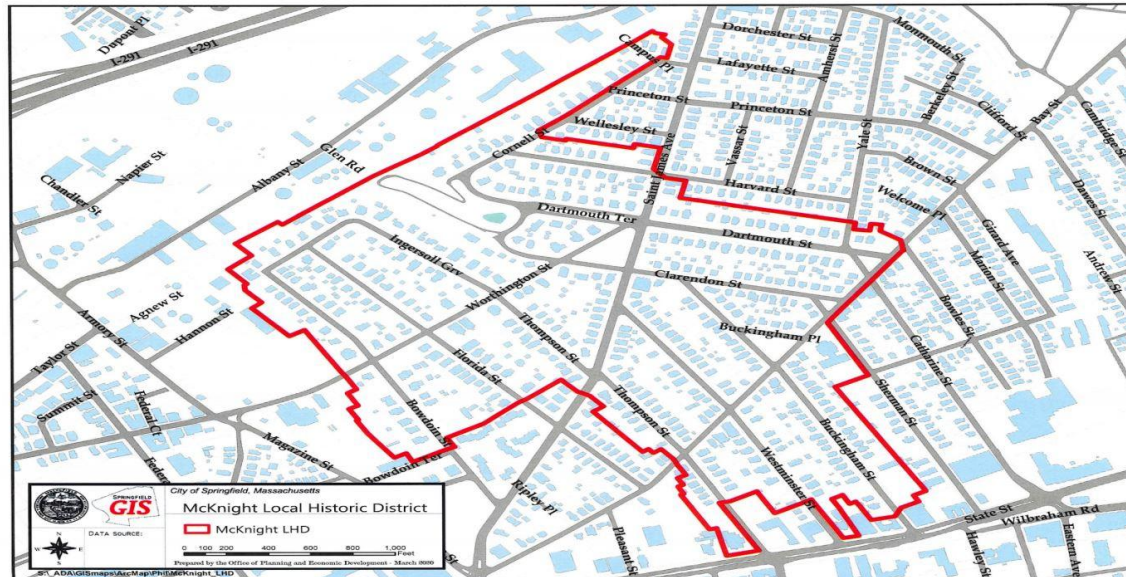 Dupont Pl
I-291
I-291
Campus Pl
Dorchester St
Monmouth St
Lafayette St
Amherst St
Berkeley St
Princeton St
Princeton St
Clifford St
Bay St
Cambridge St
Wellesley St
Cornell St
Vassar St
Yale St
Brown St
Napier St
Chandler St
Albany St
Glen Rd
Saint James Ave
Harvard St
Welcome Pl
Dawes St
Dartmouth Ter
Dartmouth St
Girard Ave
Marion St
Andrew St
Ingersoll Grv
Worthington St
Clarendon St
Agnew St
Hannon St
Armory St
Taylor St
Thompson St
Buckingham Pl
Bowles St
Catharine St
Florida St
Sherman St
Summit St
Federal Ct
Bowdoin St
Thompson St
Buckingham St
Westminster St
Magazine St
Bowdoin Ter
Ripley Pl
Pleasant St
State St
Wilbraham Rd
Hawley St
Eastern Ave
City of Springfield, Massachusetts
McKnight Local Historic District
McKnight LHD
SPRINGFIELD
GIS
DATA SOURCE:
N
W E
S
0 100 200 400 600 800 1,000
Feet
Prepared by the Office of Planning and Economic Development - March